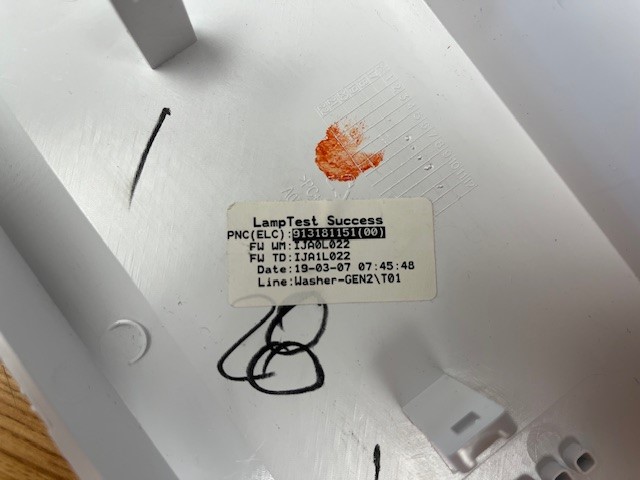 LampTest Success
PNC(ELC):913181151(00)
FW WM:IJA0L022
FW TD:IJA1L022
Date:19-03-07 07:45:48
Line:Washer-GEN2\T01